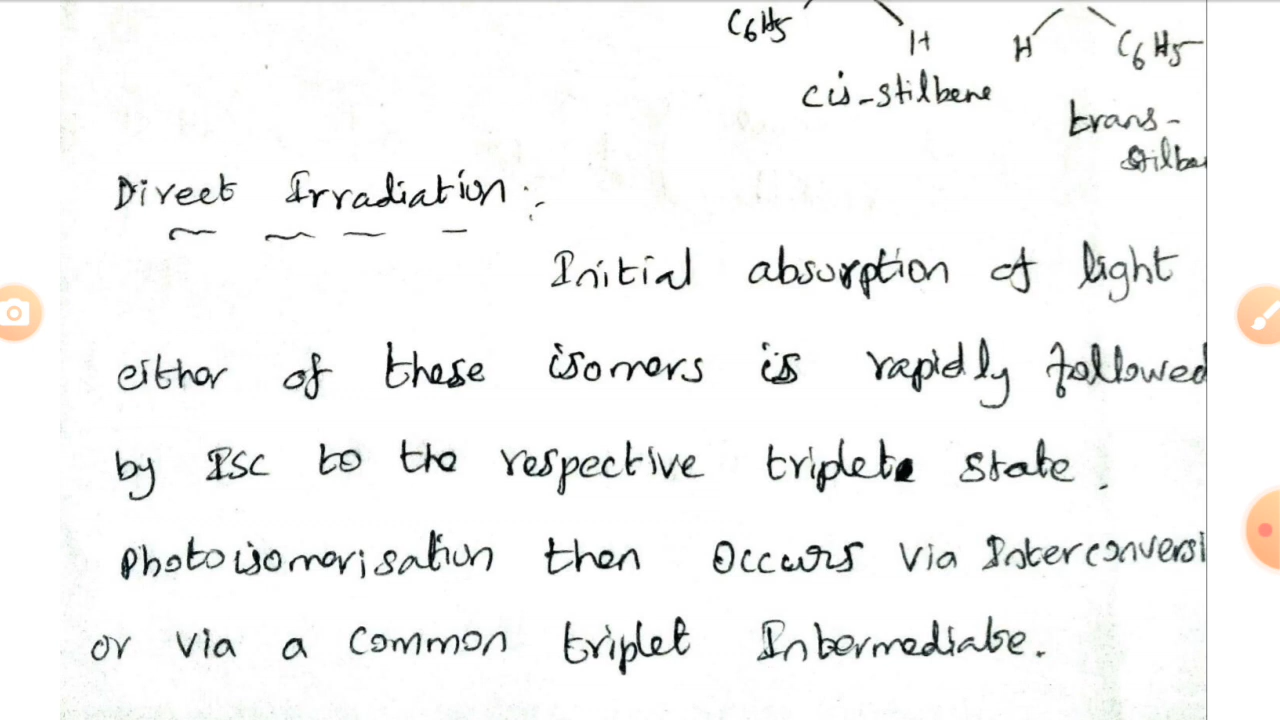 C6H5
H
H
C6H5
cis-stilbene
trans-
stilbe
Direct Irradiation :-
Initial absorption of light
either of these isomers is rapidly followed
by ISC to the respective triplet state.
photoisomerisation then occurs via Interconversi
or via a common triplet Intermediate.